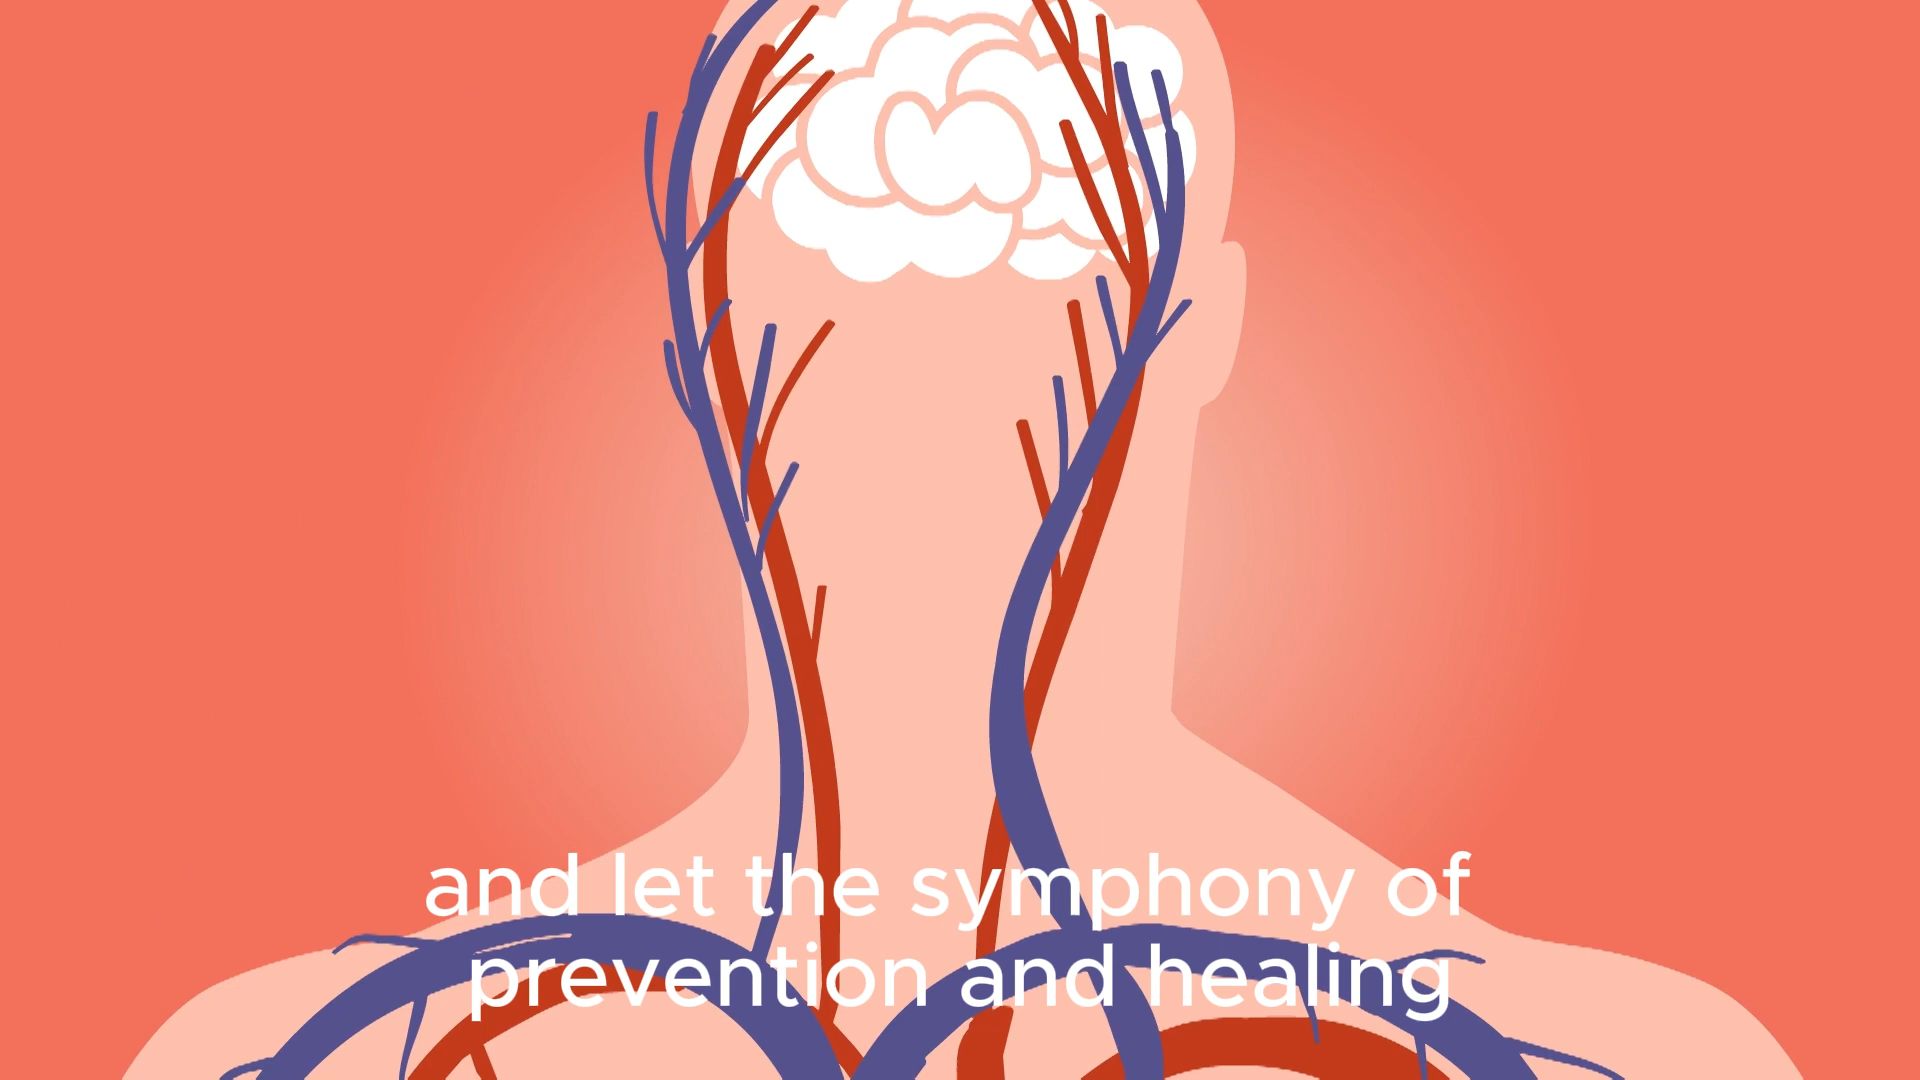 and let the symphony of
prevention and healing